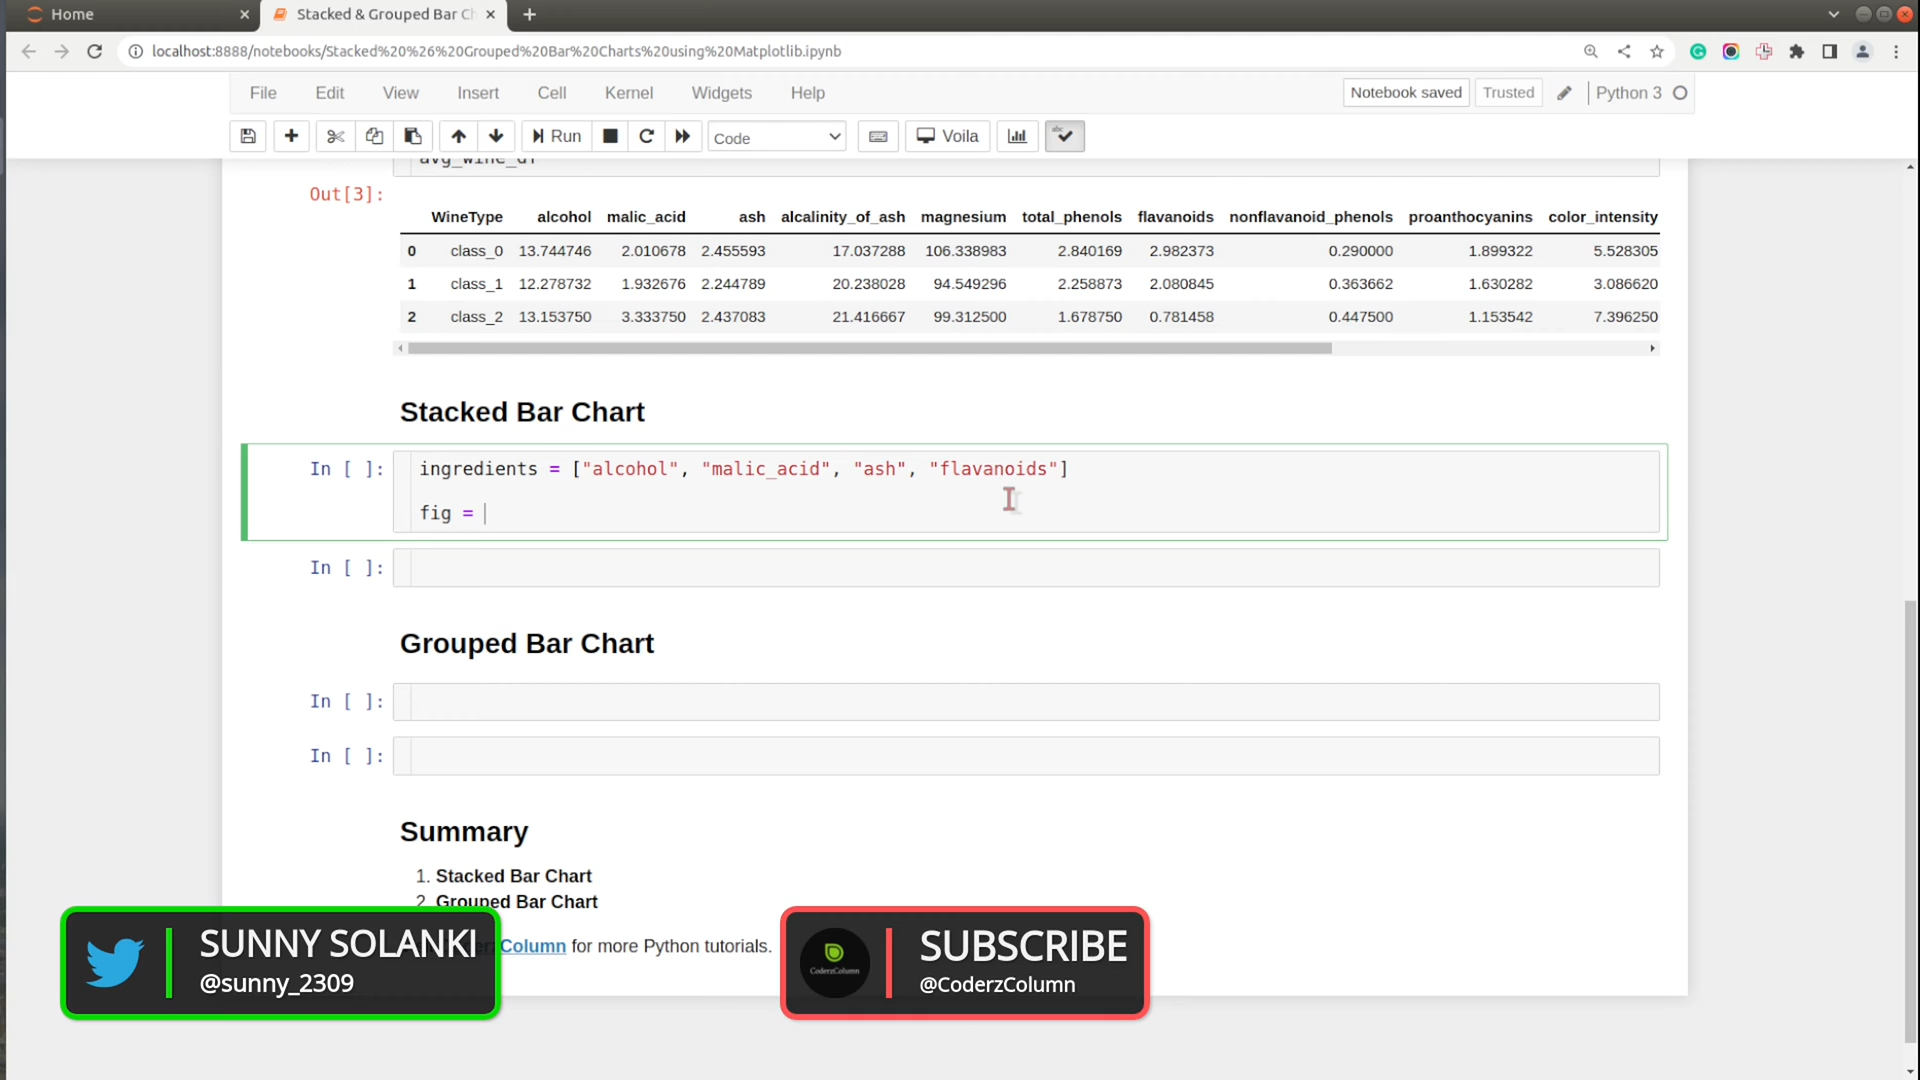 Home
Stacked & Grouped Bar Ch
localhost:8888/notebooks/Stacked%20%26%20Grouped%20Bar%20Charts%20using%20Matplotlib.ipynb
File Edit View Insert Cell Kernel Widgets Help Notebook saved Trusted Python 3
Run Code Voila
avg_wine_df
Out[3]:
WineType alcohol malic_acid ash alcalinity_of_ash magnesium total_phenols flavanoids nonflavanoid_phenols proanthocyanins color_intensity
0 class_0 13.744746 2.010678 2.455593 17.037288 106.338983 2.840169 2.982373 0.290000 1.899322 5.528305
1 class_1 12.278732 1.932676 2.244789 20.238028 94.549296 2.258873 2.080845 0.363662 1.630282 3.086620
2 class_2 13.153750 3.333750 2.437083 21.416667 99.312500 1.678750 0.781458 0.447500 1.153542 7.396250
Stacked Bar Chart
In [ ]: ingredients = ["alcohol", "malic_acid", "ash", "flavanoids"]
fig =
In [ ]:
Grouped Bar Chart
In [ ]:
In [ ]:
Summary
1. Stacked Bar Chart
2. Grouped Bar Chart
Column for more Python tutorials.
SUNNY SOLANKI
@sunny_2309
CoderzColumn
SUBSCRIBE
@CoderzColumn